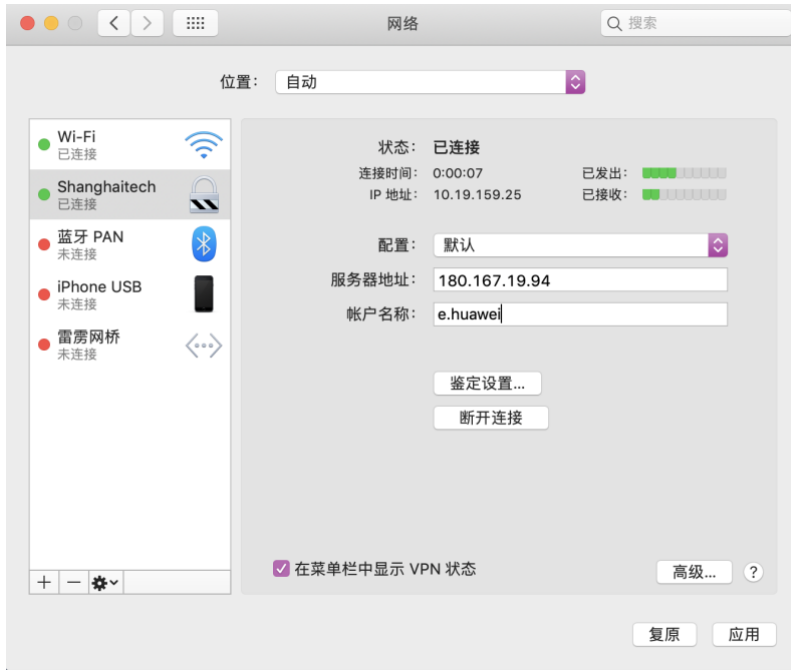 网络
搜索
位置： 自动
Wi-Fi
已连接
Shanghaitech
已连接
蓝牙 PAN
未连接
iPhone USB
未连接
雷雳网桥
未连接
状态： 已连接
连接时间： 0:00:07 已发出：
IP 地址： 10.19.159.25 已接收：
配置： 默认
服务器地址： 180.167.19.94
帐户名称： e.huawei
鉴定设置...
断开连接
在菜单栏中显示 VPN 状态
高级... ?
复原 应用